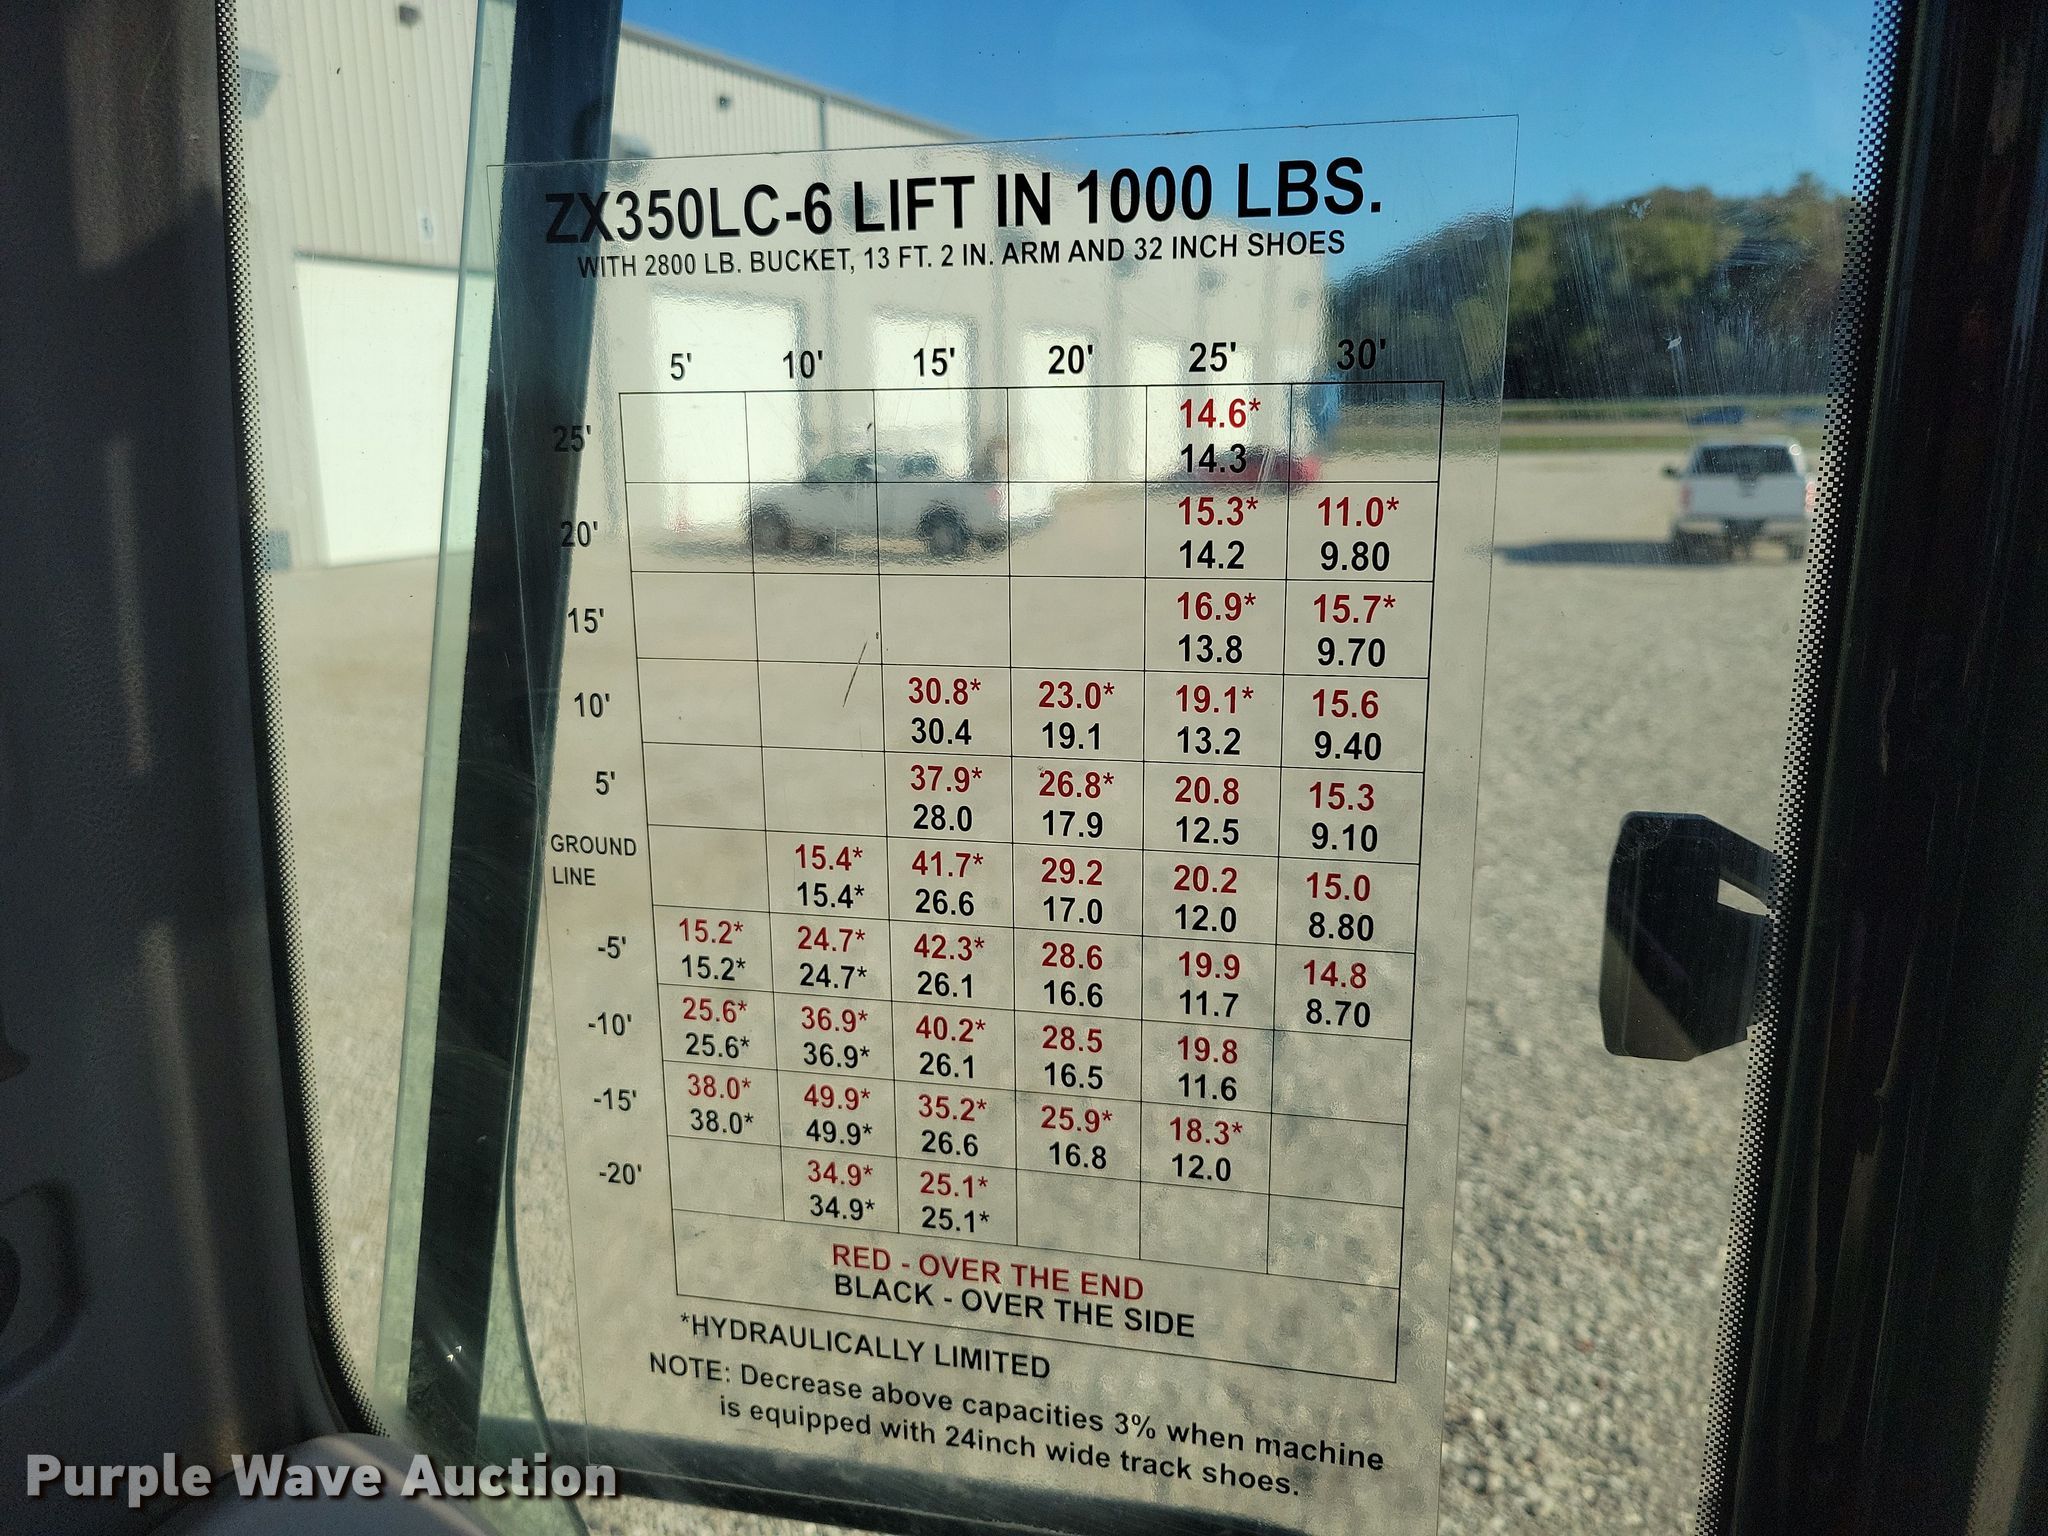 ZX350LC-6 LIFT IN 1000 LBS.
WITH 2800 LB. BUCKET, 13 FT. 2 IN. ARM AND 32 INCH SHOES
5' 10' 15' 20' 25' 30'
25' 14.6*
14.3
20' 15.3* 11.0*
14.2 9.80
15' 16.9* 15.7*
13.8 9.70
10' 30.8* 23.0* 19.1* 15.6
30.4 19.1 13.2 9.40
5' 37.9* 26.8* 20.8 15.3
28.0 17.9 12.5 9.10
GROUND 15.4* 41.7* 29.2 20.2 15.0
LINE 15.4* 26.6 17.0 12.0 8.80
-5' 15.2* 24.7* 42.3* 28.6 19.9 14.8
15.2* 24.7* 26.1 16.6 11.7 8.70
-10' 25.6* 36.9* 40.2* 28.5 19.8
25.6* 36.9* 26.1 16.5 11.6
-15' 38.0* 49.9* 35.2* 25.9* 18.3*
38.0* 49.9* 26.6 16.8 12.0
-20' 34.9* 25.1*
34.9* 25.1*
RED - OVER THE END
BLACK - OVER THE SIDE
*HYDRAULICALLY LIMITED
NOTE: Decrease above capacities 3% when machine
is equipped with 24inch wide track shoes.
Purple Wave Auction